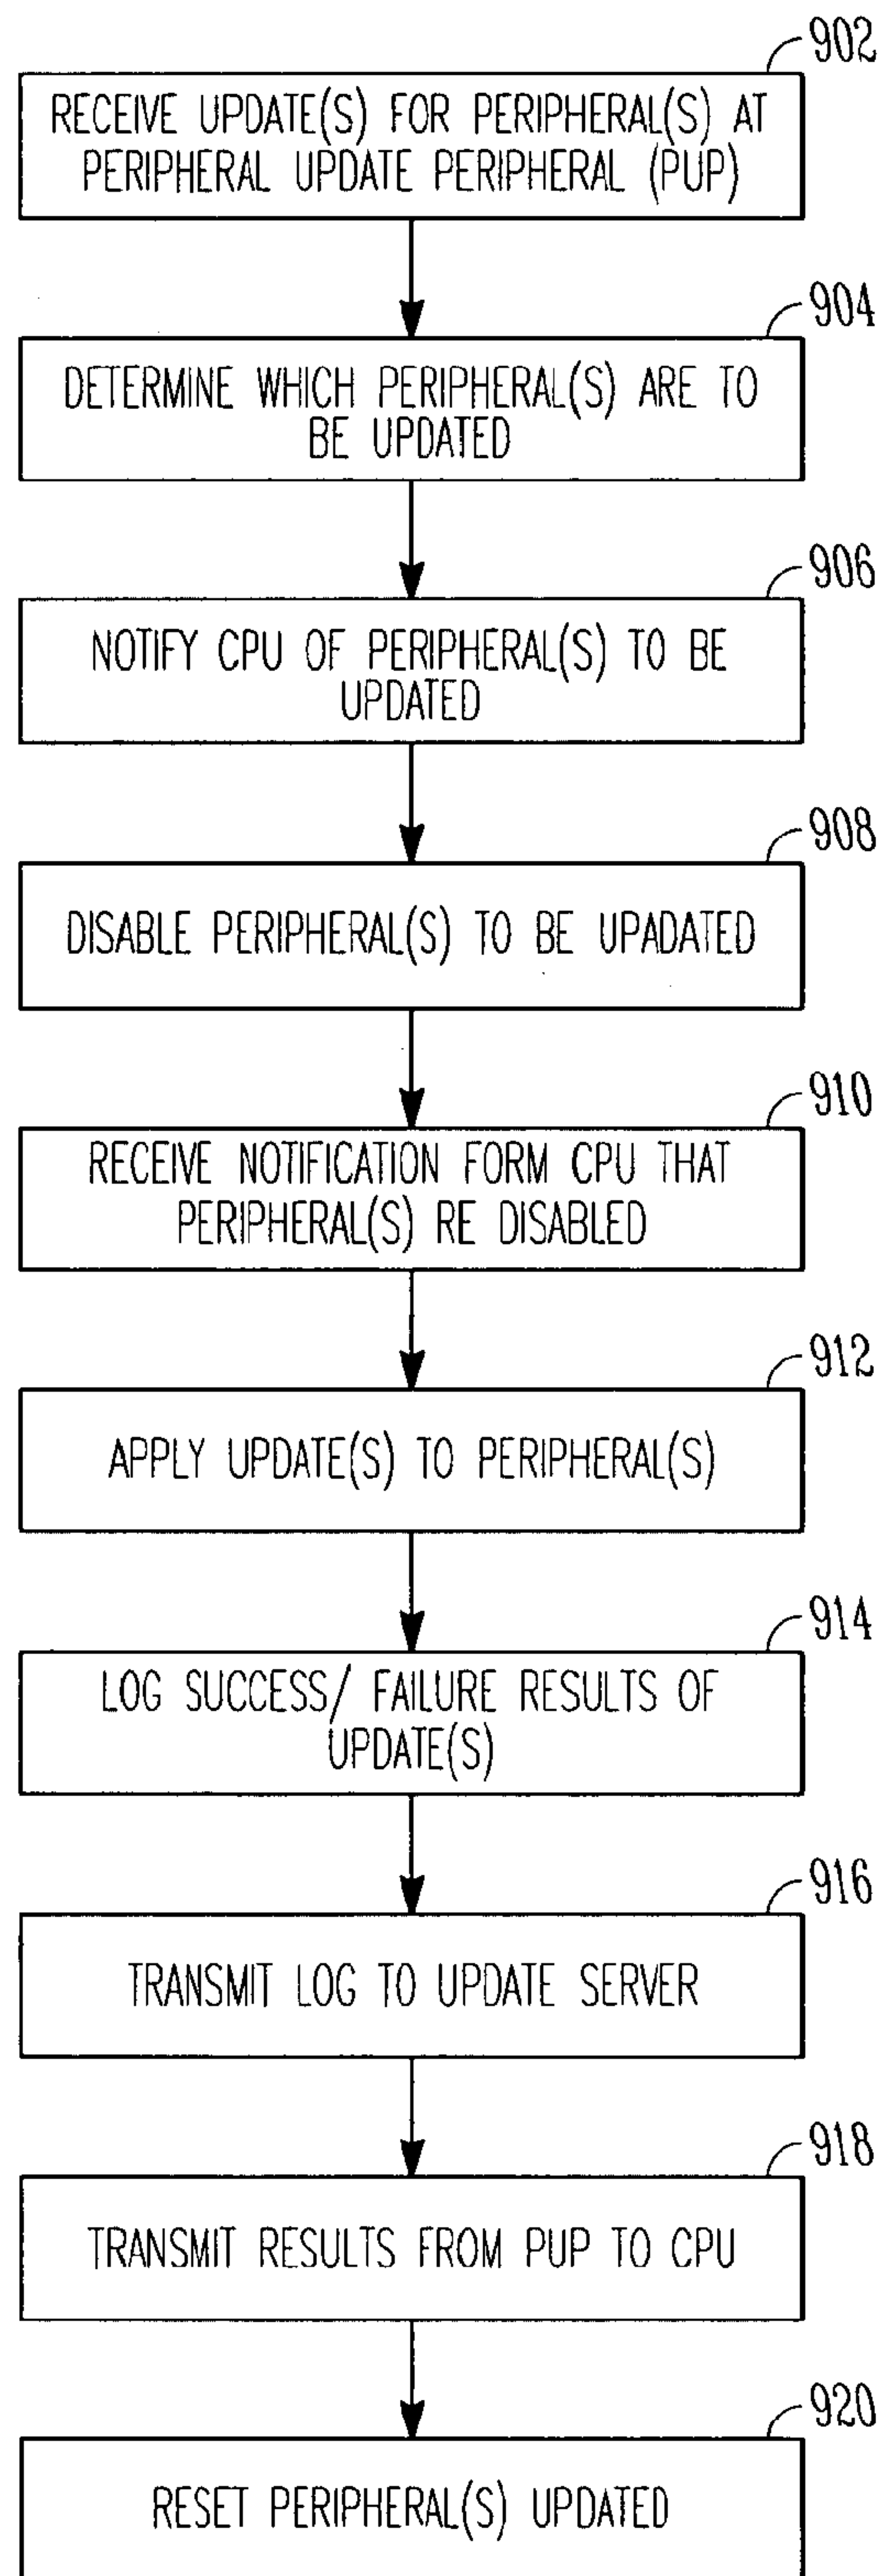 902
RECEIVE UPDATE(S) FOR PERIPHERAL(S) AT
PERIPHERAL UPDATE PERIPHERAL (PUP)
904
DETERMINE WHICH PERIPHERAL(S) ARE TO
BE UPDATED
906
NOTIFY CPU OF PERIPHERAL(S) TO BE
UPDATED
908
DISABLE PERIPHERAL(S) TO BE UPADATED
910
RECEIVE NOTIFICATION FORM CPU THAT
PERIPHERAL(S) RE DISABLED
912
APPLY UPDATE(S) TO PERIPHERAL(S)
914
LOG SUCCESS/ FAILURE RESULTS OF
UPDATE(S)
916
TRANSMIT LOG TO UPDATE SERVER
918
TRANSMIT RESULTS FROM PUP TO CPU
920
RESET PERIPHERAL(S) UPDATED